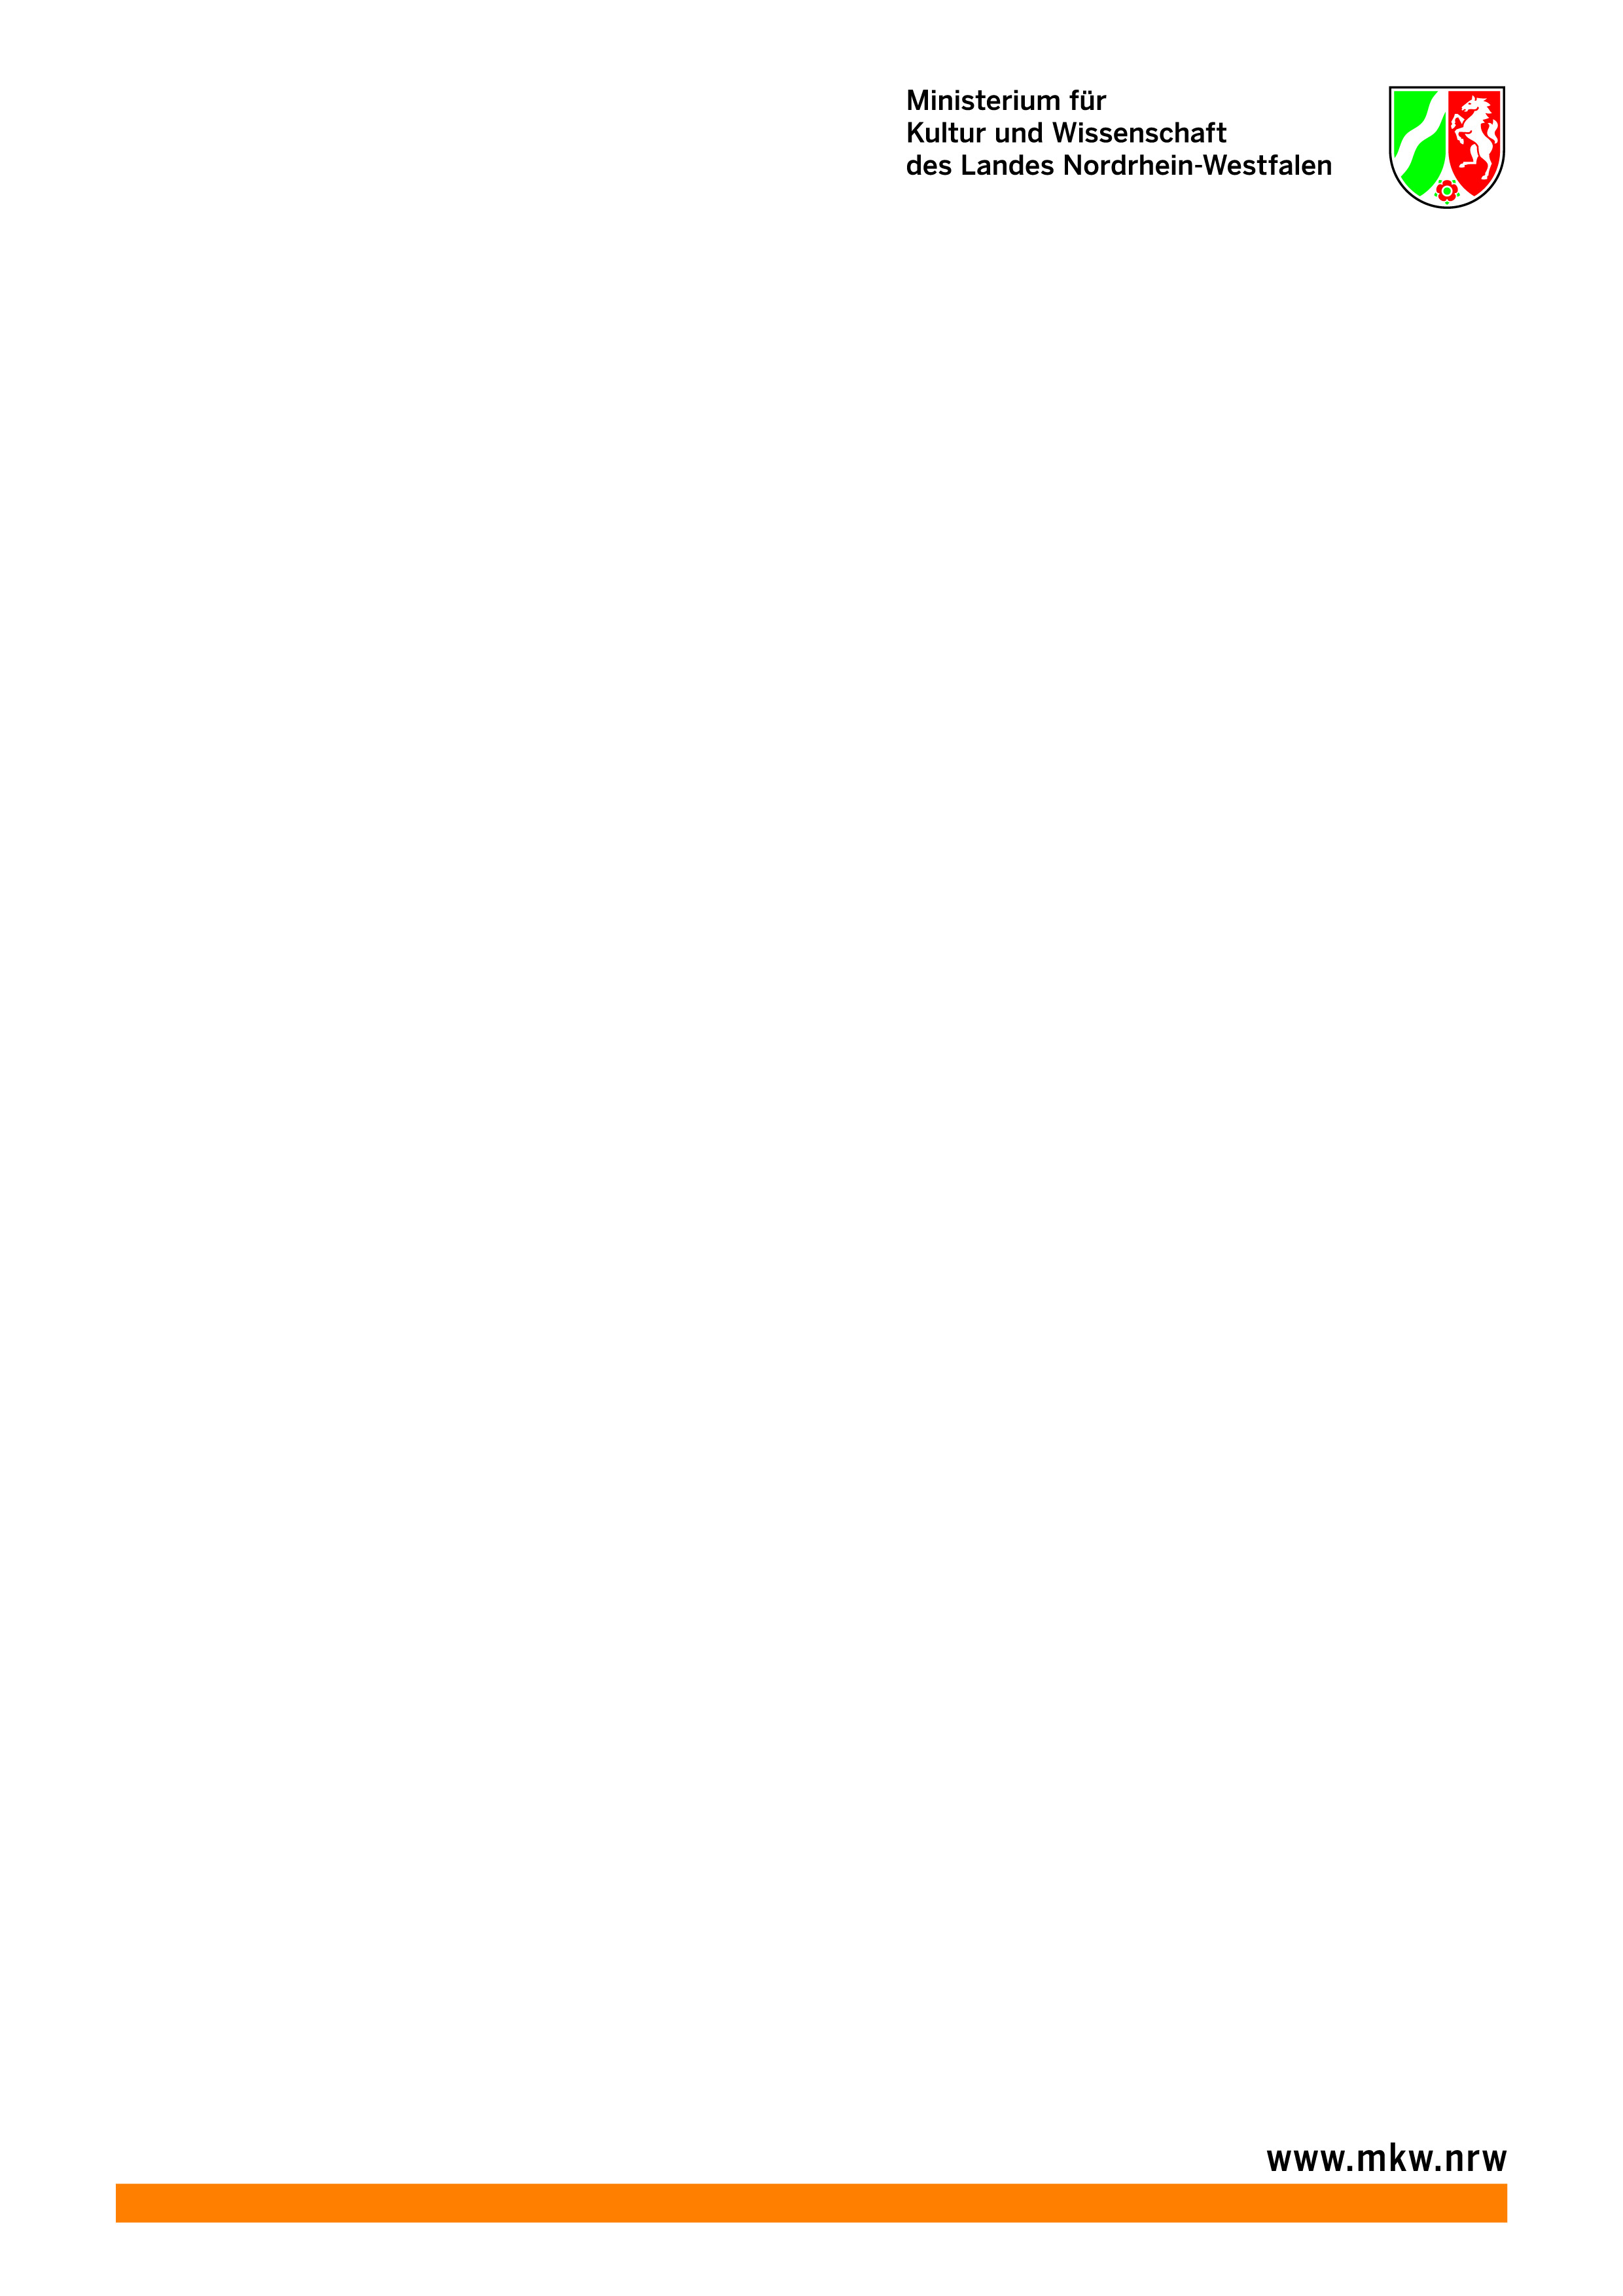 Ministerium für
Kultur und Wissenschaft
des Landes Nordrhein-Westfalen
www.mkw.nrw